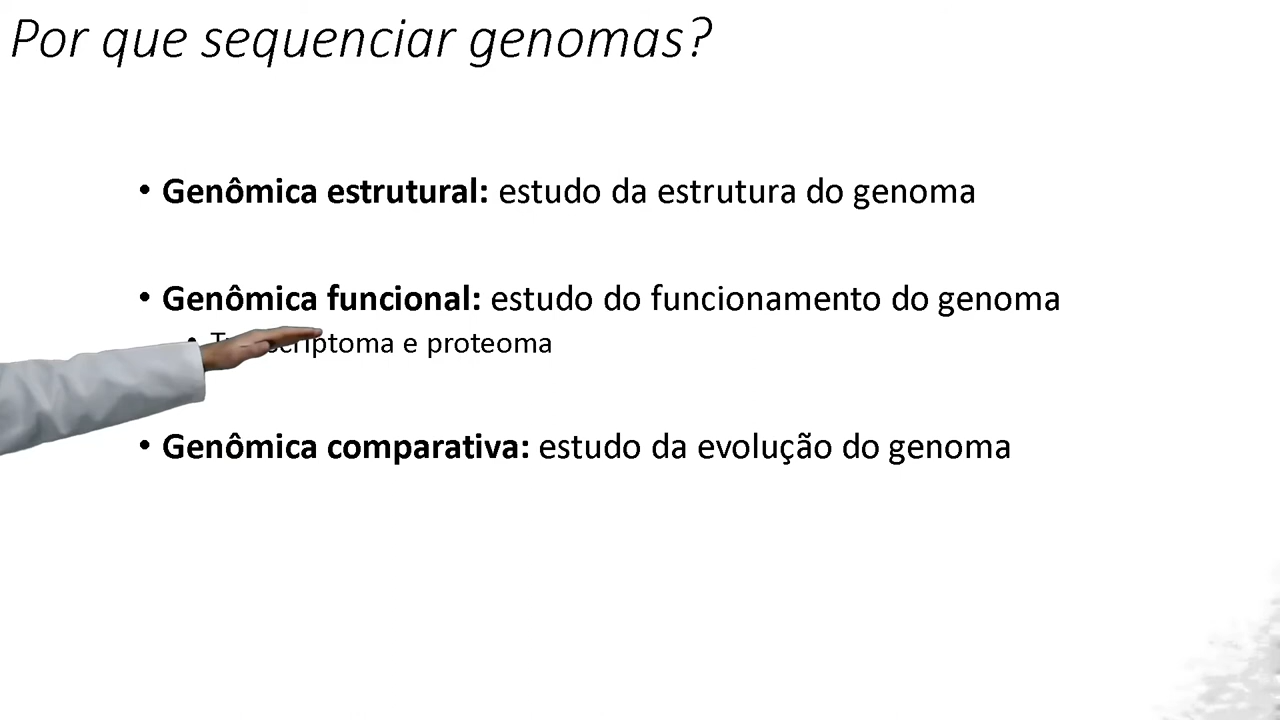 Por que sequenciar genomas?
• Genômica estrutural: estudo da estrutura do genoma
• Genômica funcional: estudo do funcionamento do genoma
• Transcriptoma e proteoma
• Genômica comparativa: estudo da evolução do genoma